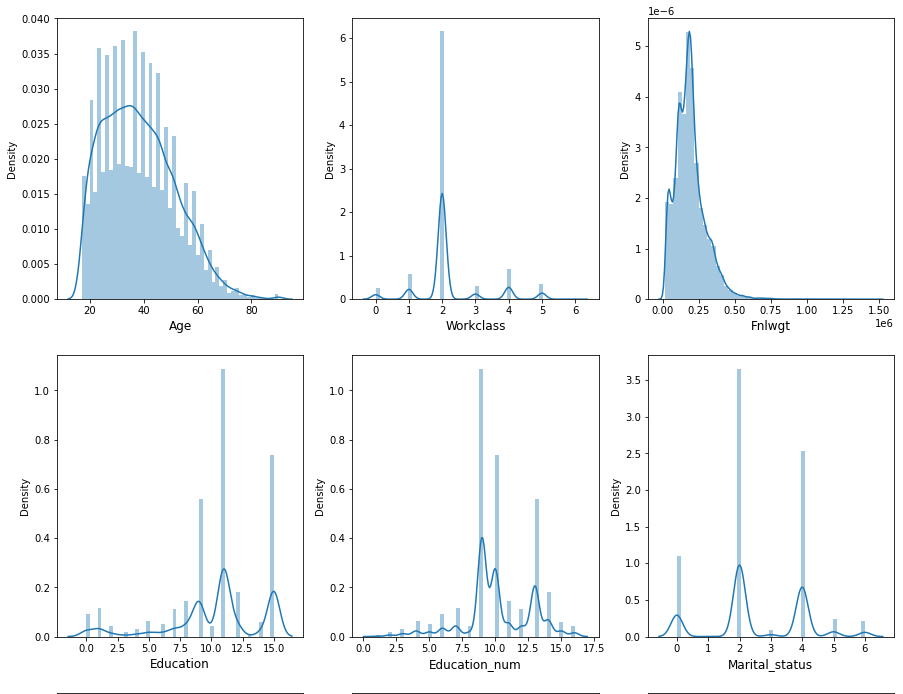 0.040
0.035
0.030
0.025
0.020
0.015
0.010
0.005
0.000
Density
20 40 60 80
Age
6
5
4
3
2
1
0
Density
0 1 2 3 4 5 6
Workclass
1e−6
5
4
3
2
1
0
Density
0.00 0.25 0.50 0.75 1.00 1.25 1.50
1e6
Fnlwgt
1.0
0.8
0.6
0.4
0.2
0.0
Density
0.0 2.5 5.0 7.5 10.0 12.5 15.0
Education
1.0
0.8
0.6
0.4
0.2
0.0
Density
0.0 2.5 5.0 7.5 10.0 12.5 15.0 17.5
Education_num
3.5
3.0
2.5
2.0
1.5
1.0
0.5
0.0
Density
0 1 2 3 4 5 6
Marital_status